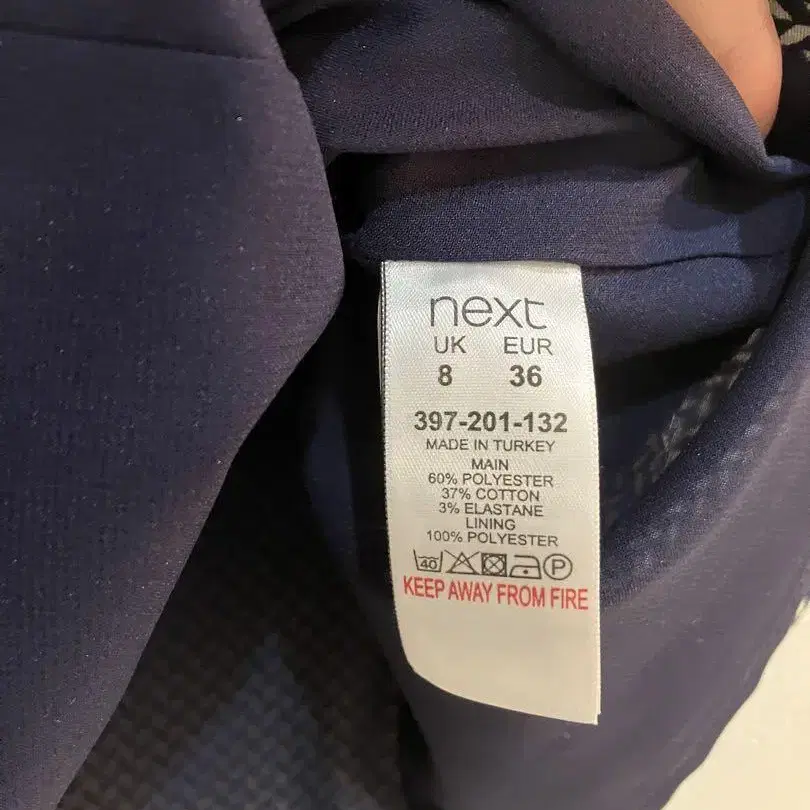 next
UK EUR
8 36
397-201-132
MADE IN TURKEY
MAIN
60% POLYESTER
37% COTTON
3% ELASTANE
LINING
100% POLYESTER
40 P
KEEP AWAY FROM FIRE